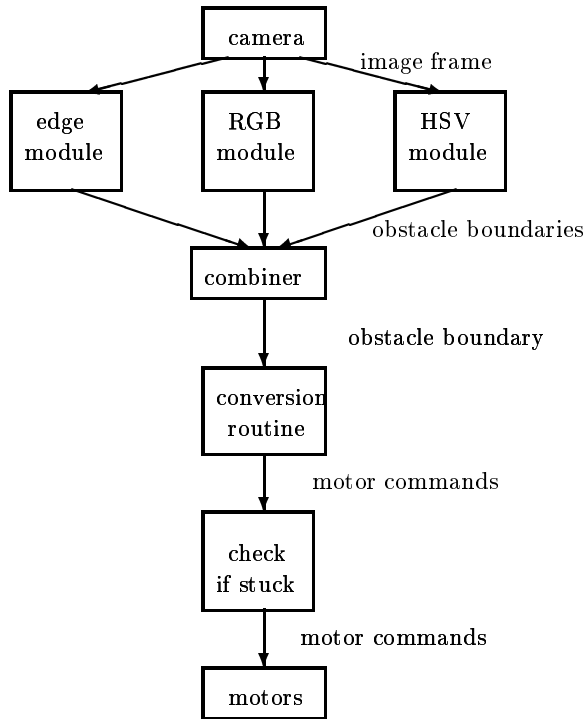 camera
image frame
edge
module
RGB
module
HSV
module
obstacle boundaries
combiner
obstacle boundary
conversion
routine
motor commands
check
if stuck
motor commands
motors